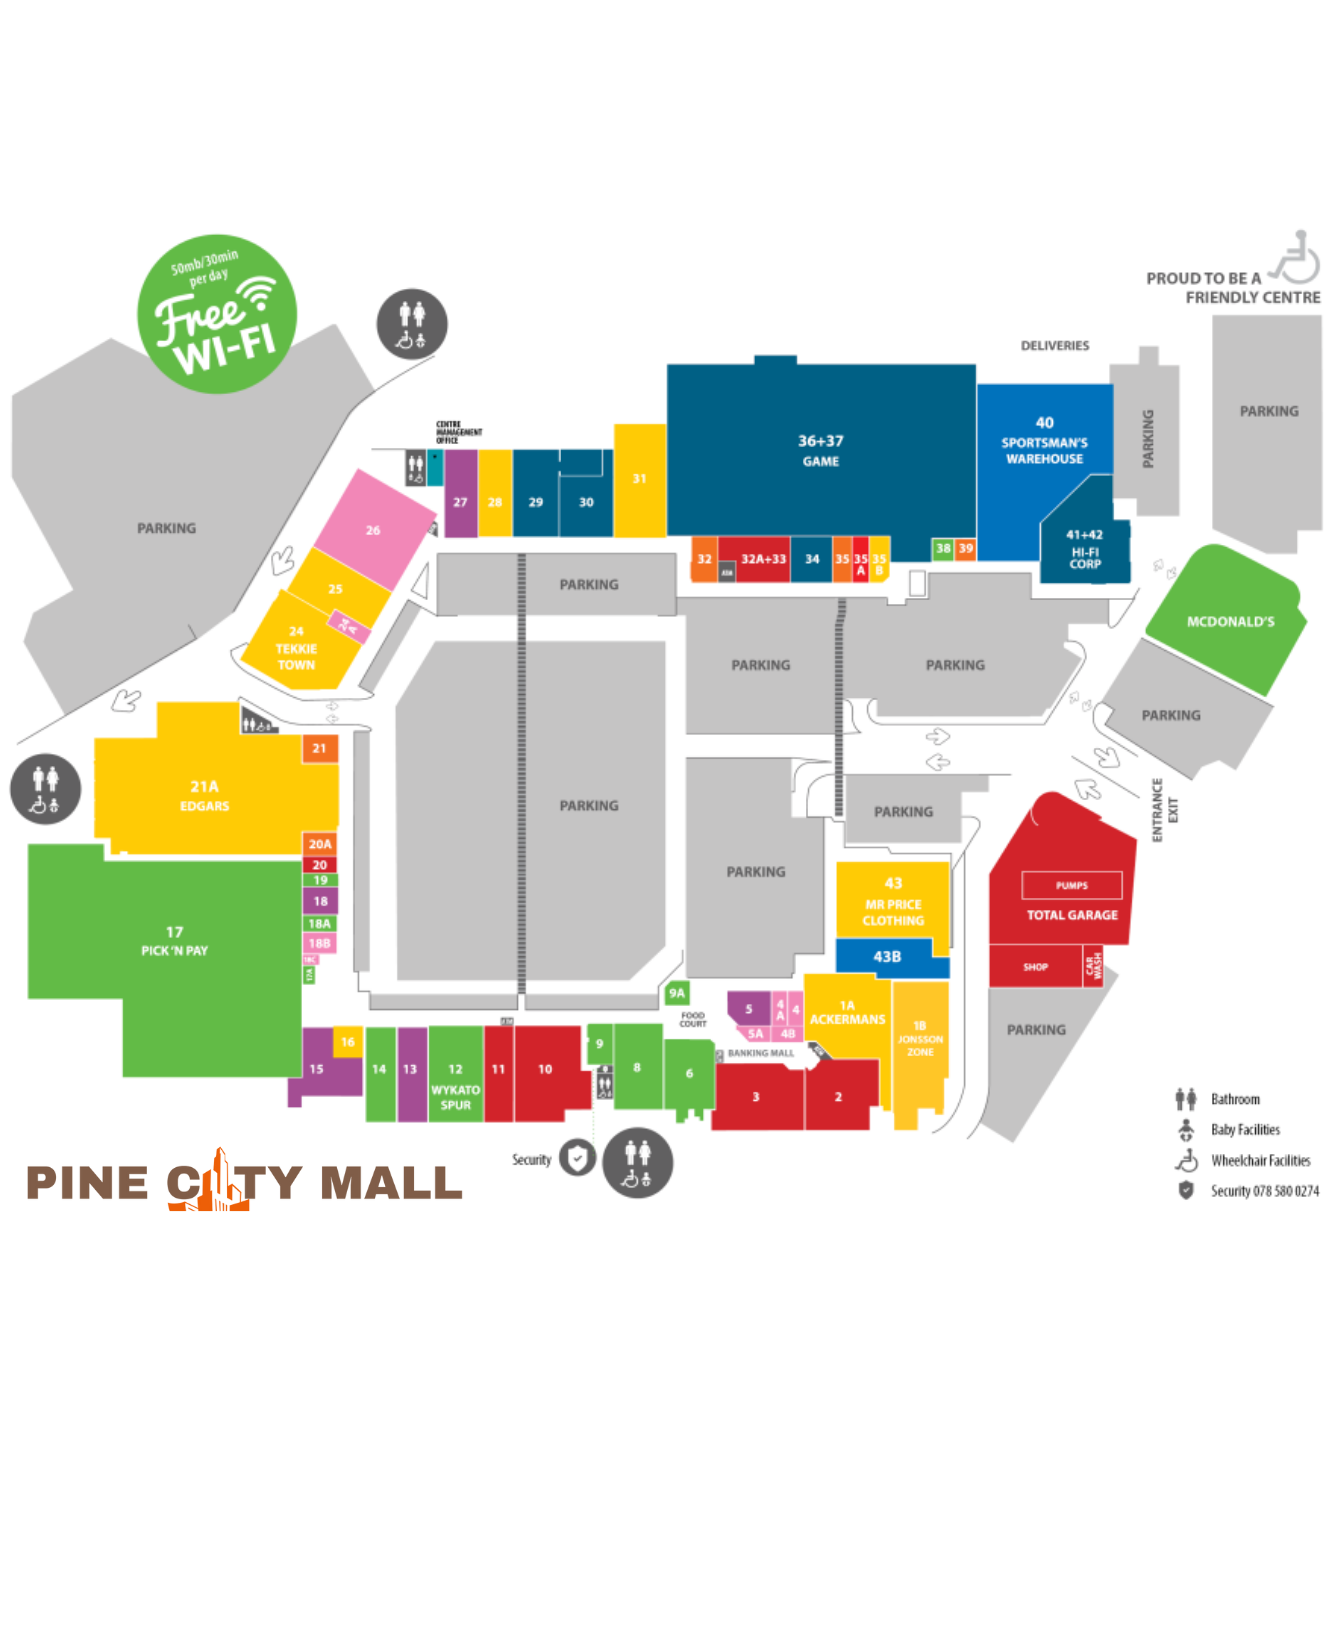 50mb/30min
per day
Free
WI-FI
PROUD TO BE A
FRIENDLY CENTRE
DELIVERIES
CENTRE
MANAGEMENT
OFFICE
PARKING
PARKING
PARKING
36+37
GAME
40
SPORTSMAN'S
WAREHOUSE
27
28
29
30
31
26
25
24
A
24
TEKKIE
TOWN
32
ATM
32A+33
34
35
35
A
35
B
38
39
41+42
HI-FI
CORP
PARKING
PARKING
PARKING
MCDONALD'S
PARKING
21
21A
EDGARS
PARKING
PARKING
PARKING
ENTRANCE
EXIT
20A
20
19
18
18A
18B
18C
17A
17
PICK 'N PAY
43
MR PRICE
CLOTHING
43B
PUMPS
TOTAL GARAGE
SHOP
CAR
WASH
PARKING
9A
FOOD
COURT
5
4
A
4
5A
4B
BANKING MALL
1A
ACKERMANS
1B
JONSSON
ZONE
16
15
14
13
12
WYKATO
SPUR
11
10
9
8
6
3
2
Security
PINE CITY MALL
Bathroom
Baby Facilities
Wheelchair Facilities
Security 078 580 0274